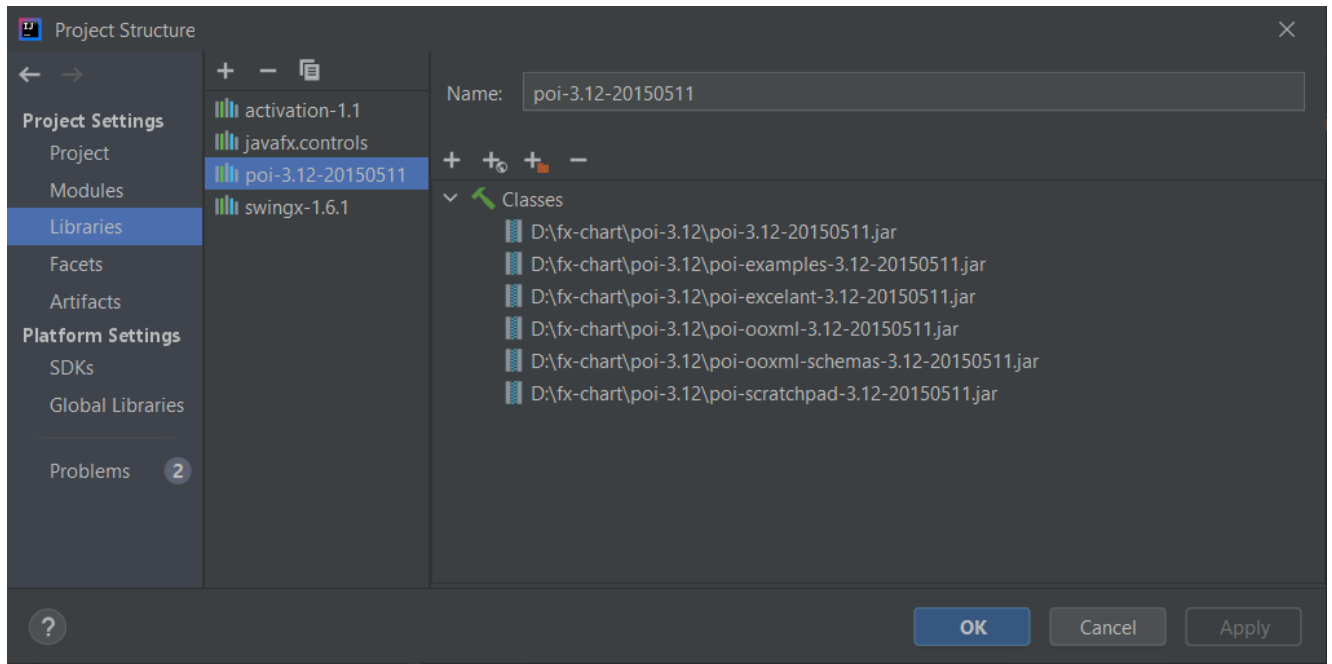 Project Structure
Project Settings
Project
Modules
Libraries
Facets
Artifacts
Platform Settings
SDKs
Global Libraries
Problems 2
activation-1.1
javafx.controls
poi-3.12-20150511
swingx-1.6.1
Name: poi-3.12-20150511
Classes
D:\fx-chart\poi-3.12\poi-3.12-20150511.jar
D:\fx-chart\poi-3.12\poi-examples-3.12-20150511.jar
D:\fx-chart\poi-3.12\poi-excelant-3.12-20150511.jar
D:\fx-chart\poi-3.12\poi-ooxml-3.12-20150511.jar
D:\fx-chart\poi-3.12\poi-ooxml-schemas-3.12-20150511.jar
D:\fx-chart\poi-3.12\poi-scratchpad-3.12-20150511.jar
?
OK
Cancel
Apply